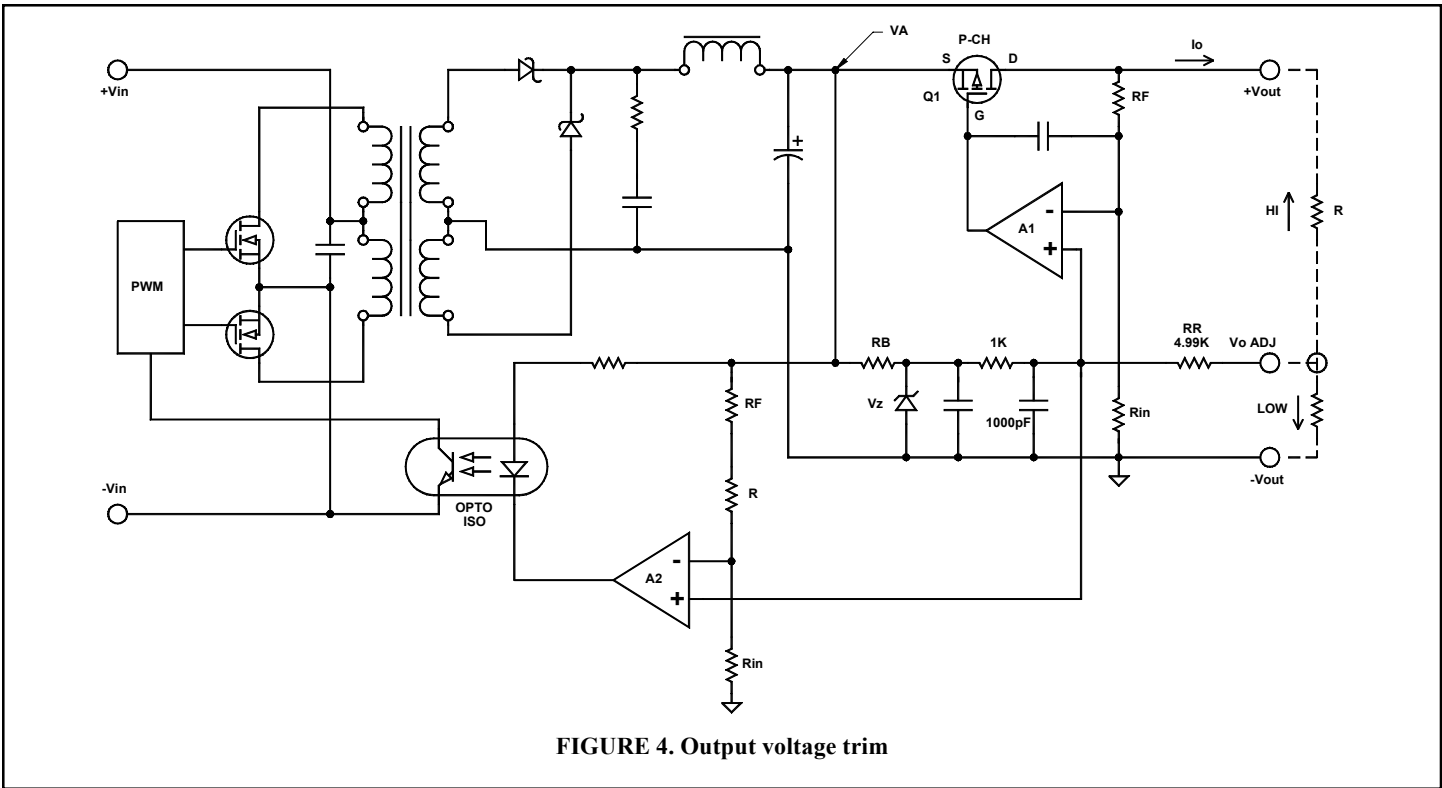 VA
P-CH
Io
+Vin
S
D
Q1
G
RF
+Vout
A1
-
+
HI
R
PWM
RB
1K
RR
4.99K
Vo ADJ
RF
Vz
1000pF
Rin
LOW
-Vout
-Vin
OPTO
ISO
R
A2
-
+
Rin
+
FIGURE 4. Output voltage trim